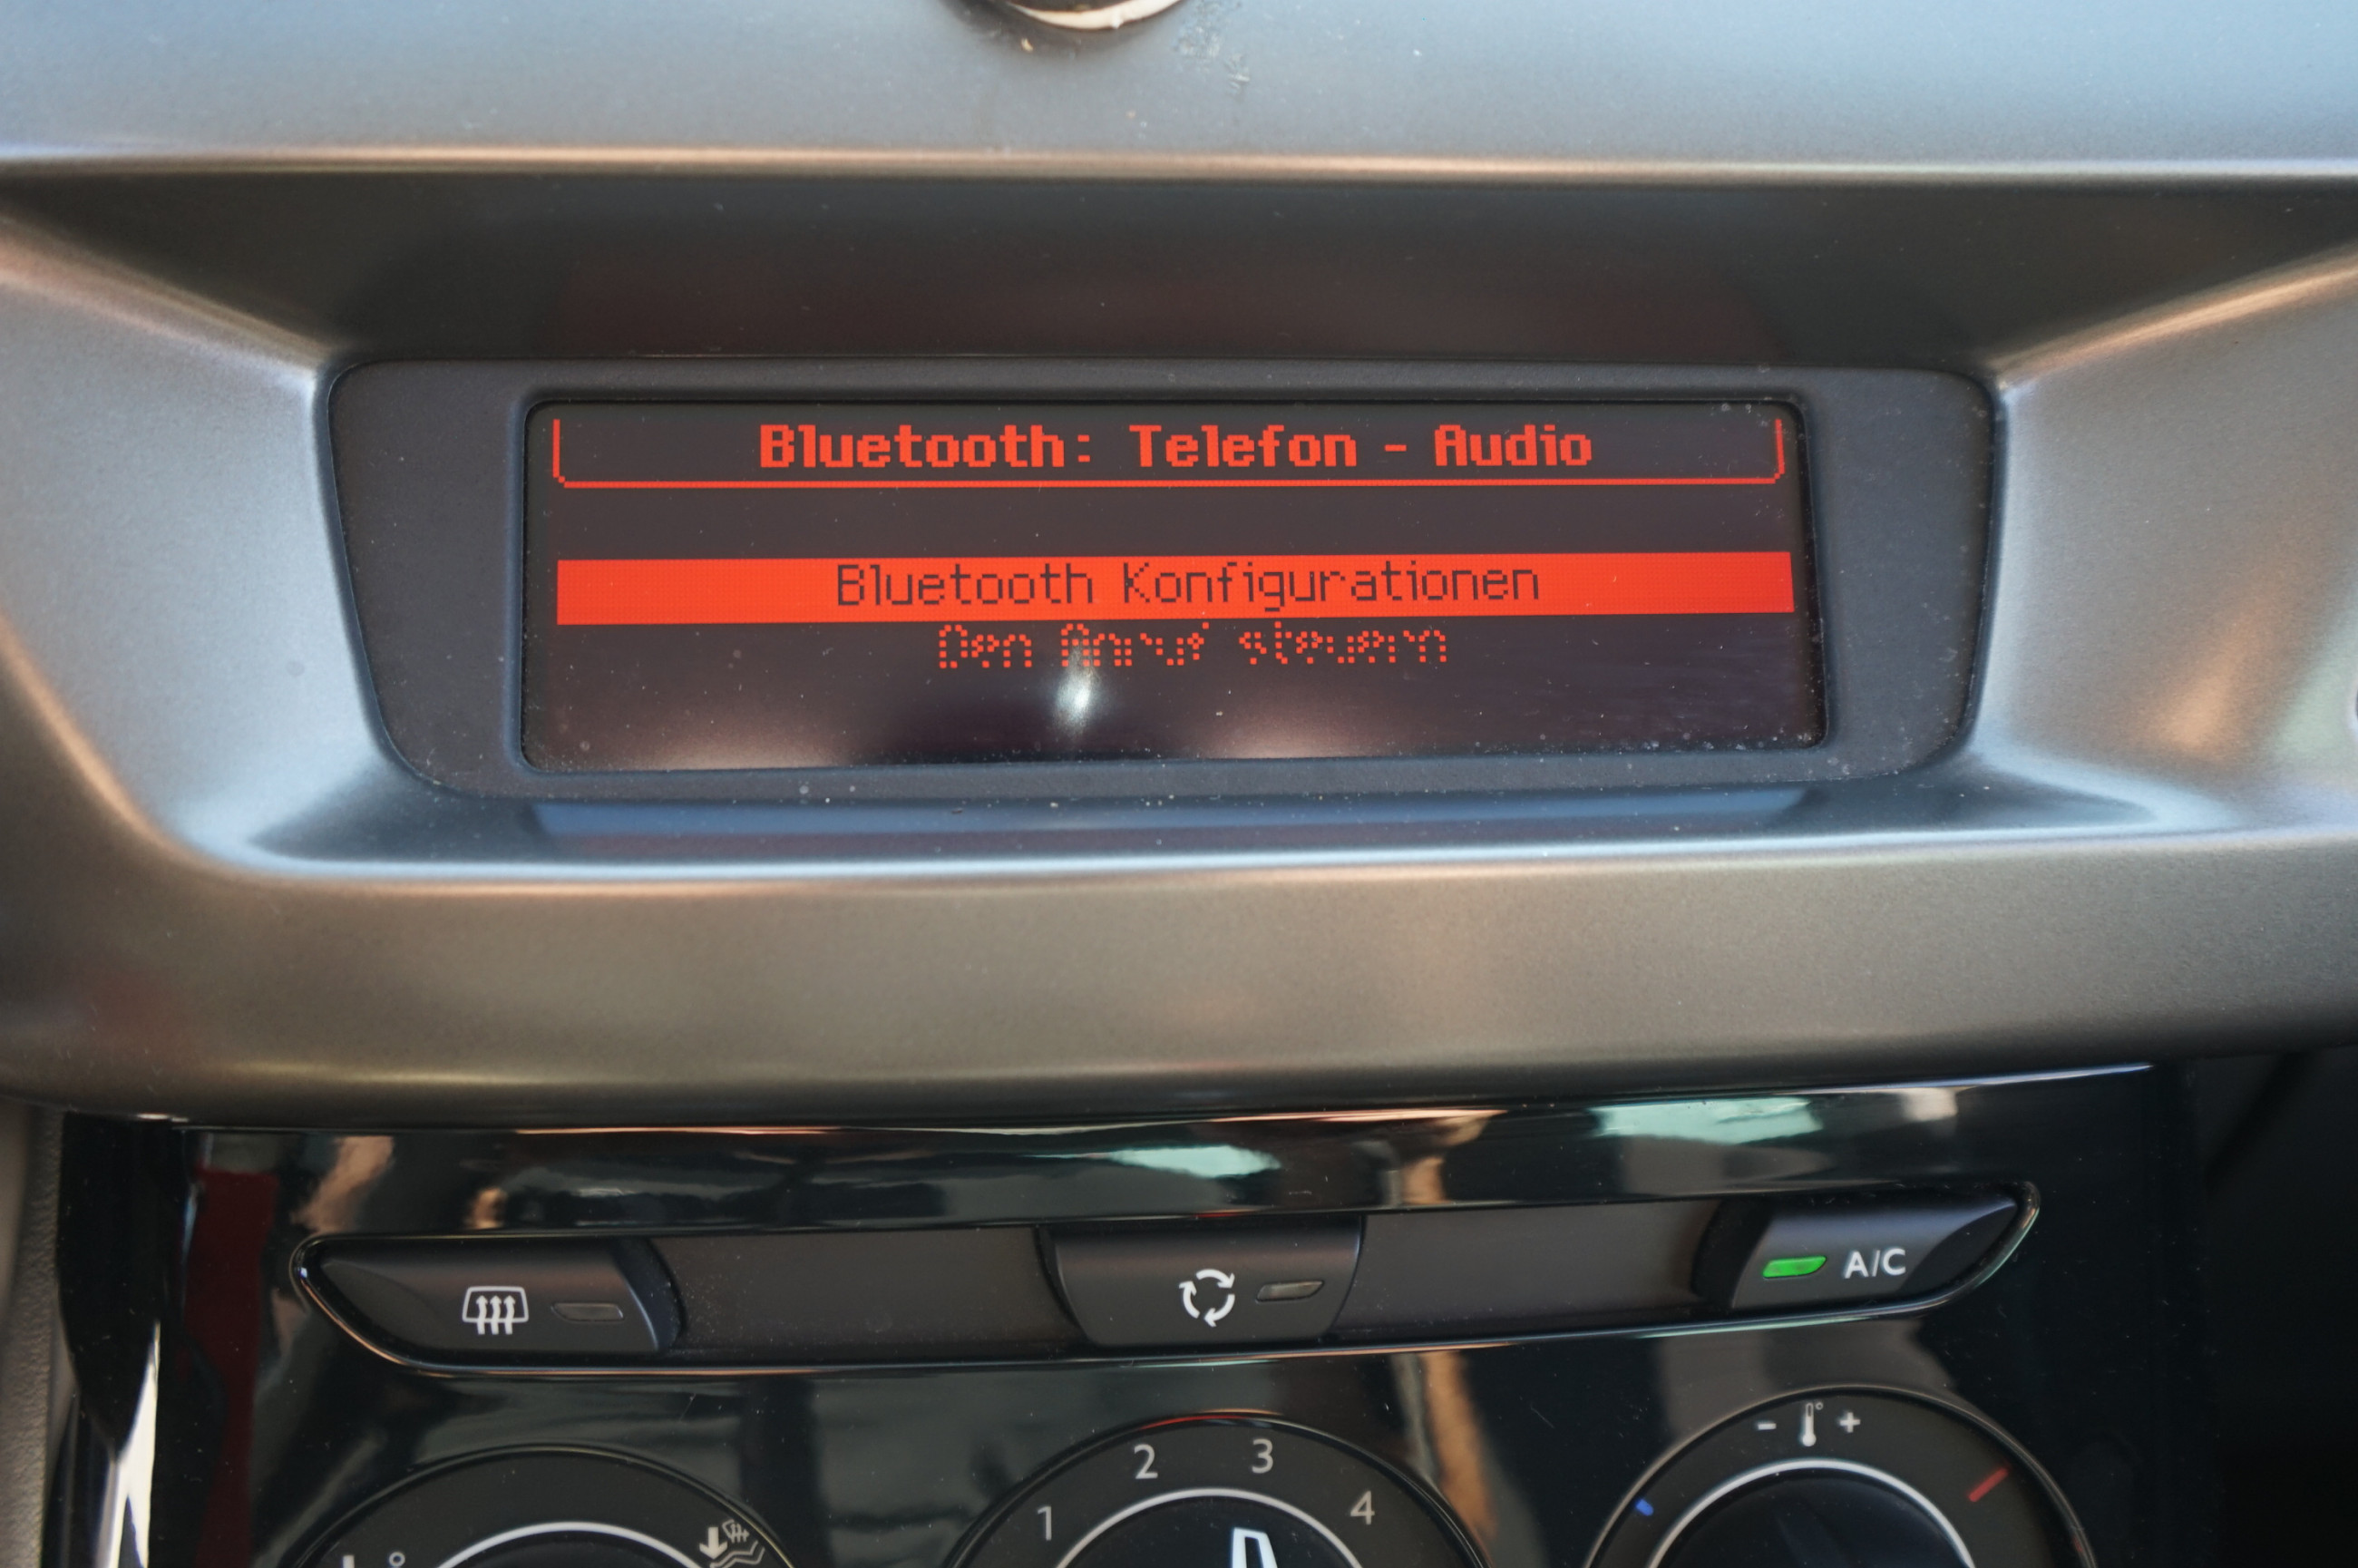 Bluetooth: Telefon - Audio
Bluetooth Konfigurationen
Den Anruf steuern
A/C
- +
2 3
1 4